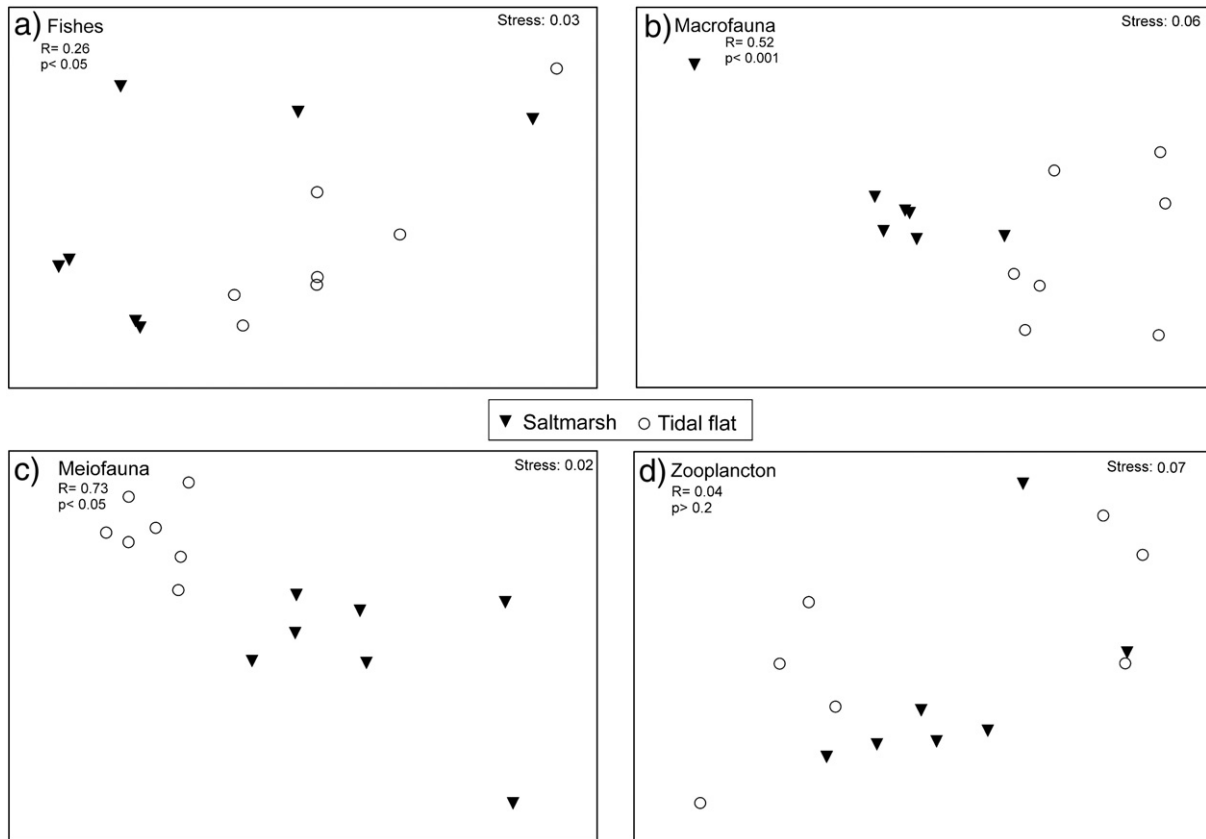 a) Fishes
Stress: 0.03
R= 0.26
p< 0.05
b) Macrofauna
Stress: 0.06
R= 0.52
p< 0.001
Saltmarsh Tidal flat
c) Meiofauna
Stress: 0.02
R= 0.73
p< 0.05
d) Zooplancton
Stress: 0.07
R= 0.04
p> 0.2